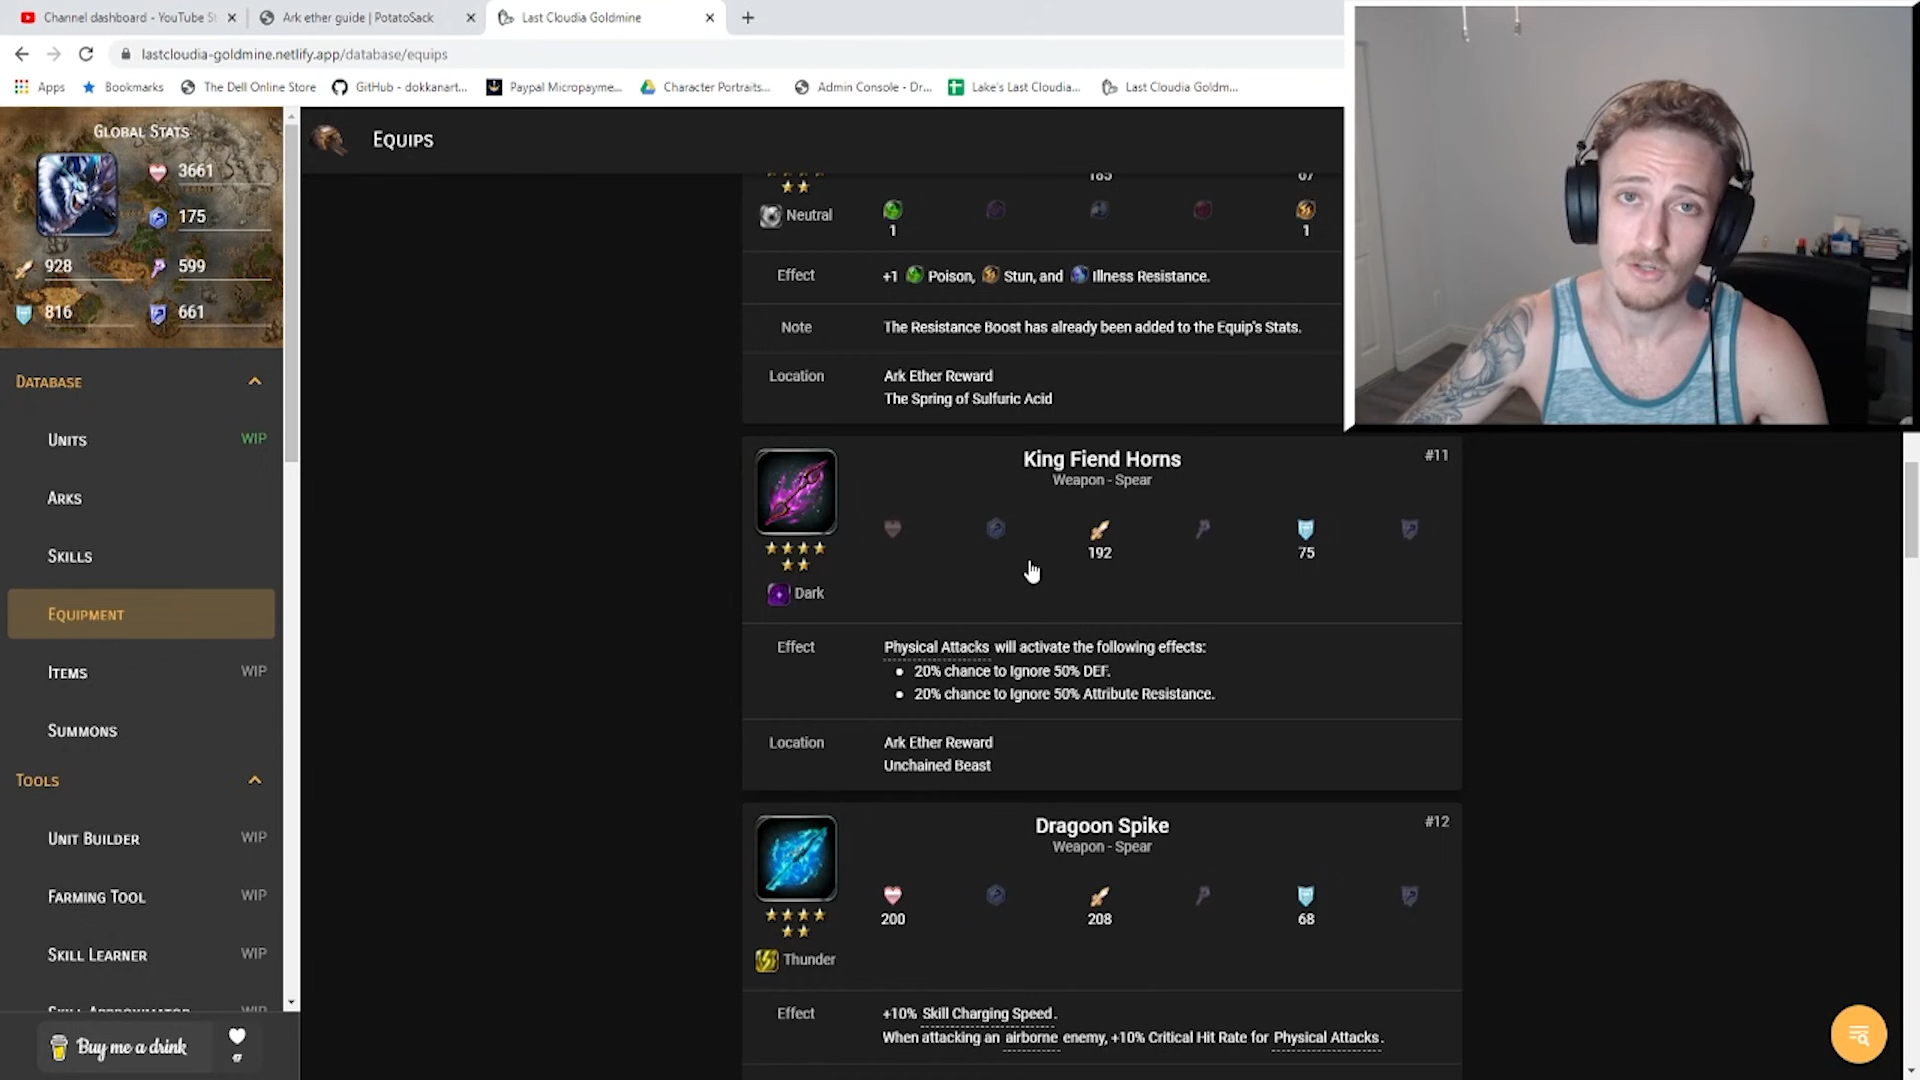 Channel dashboard - YouTube St
Ark ether guide | PotatoSack
Last Cloudia Goldmine
lastcloudia-goldmine.netlify.app/database/equips
Apps
Bookmarks
The Dell Online Store
GitHub - dokkanart...
Paypal Micropayme...
Character Portraits...
Admin Console - Dr...
Lake's Last Cloudia...
Last Cloudia Goldm...
Global Stats
3661
175
928
599
816
661
Database
Units WIP
Arks
Skills
Equipment
Items WIP
Summons
Tools
Unit Builder WIP
Farming Tool WIP
Skill Learner WIP
Skill Approximator WIP
Buy me a drink
Equips
185 67
Neutral
1 1
Effect +1 Poison, Stun, and Illness Resistance.
Note The Resistance Boost has already been added to the Equip's Stats.
Location Ark Ether Reward
The Spring of Sulfuric Acid
King Fiend Horns #11
Weapon - Spear
192 75
Dark
Effect Physical Attacks will activate the following effects:
• 20% chance to Ignore 50% DEF.
• 20% chance to Ignore 50% Attribute Resistance.
Location Ark Ether Reward
Unchained Beast
Dragoon Spike #12
Weapon - Spear
200 208 68
Thunder
Effect +10% Skill Charging Speed.
When attacking an airborne enemy, +10% Critical Hit Rate for Physical Attacks.